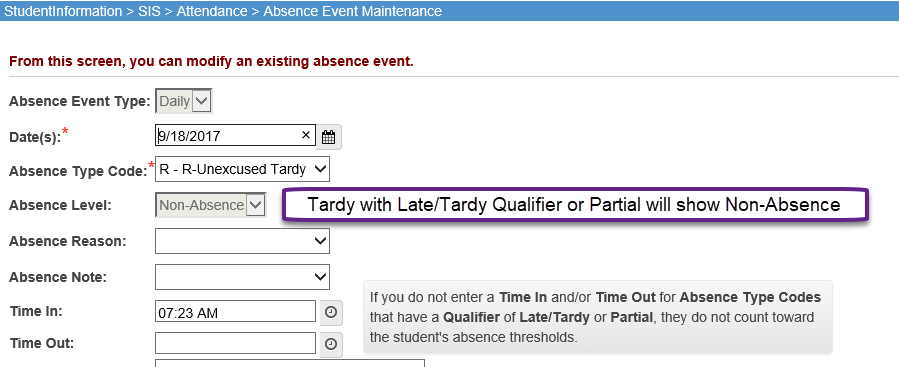 StudentInformation > SIS > Attendance > Absence Event Maintenance
From this screen, you can modify an existing absence event.
Absence Event Type: Daily
Date(s):* 9/18/2017 ×
Absence Type Code:* R - R-Unexcused Tardy
Absence Level: Non-Absence
Tardy with Late/Tardy Qualifier or Partial will show Non-Absence
Absence Reason:
Absence Note:
Time In: 07:23 AM
Time Out:
If you do not enter a Time In and/or Time Out for Absence Type Codes
that have a Qualifier of Late/Tardy or Partial, they do not count toward
the student's absence thresholds.